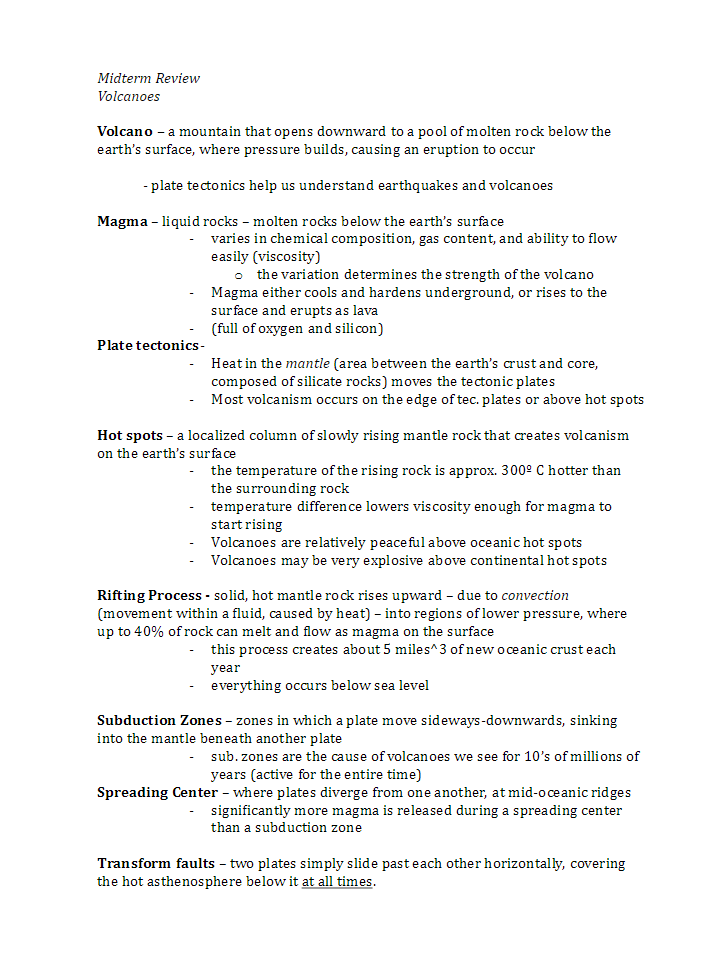 Midterm Review
Volcanoes
Volcano – a mountain that opens downward to a pool of molten rock below the
earth's surface, where pressure builds, causing an eruption to occur
- plate tectonics help us understand earthquakes and volcanoes
Magma – liquid rocks – molten rocks below the earth's surface
- varies in chemical composition, gas content, and ability to flow
easily (viscosity)
o the variation determines the strength of the volcano
- Magma either cools and hardens underground, or rises to the
surface and erupts as lava
- (full of oxygen and silicon)
Plate tectonics-
- Heat in the mantle (area between the earth's crust and core,
composed of silicate rocks) moves the tectonic plates
- Most volcanism occurs on the edge of tec. plates or above hot spots
Hot spots – a localized column of slowly rising mantle rock that creates volcanism
on the earth's surface
- the temperature of the rising rock is approx. 300º C hotter than
the surrounding rock
- temperature difference lowers viscosity enough for magma to
start rising
- Volcanoes are relatively peaceful above oceanic hot spots
- Volcanoes may be very explosive above continental hot spots
Rifting Process - solid, hot mantle rock rises upward – due to convection
(movement within a fluid, caused by heat) – into regions of lower pressure, where
up to 40% of rock can melt and flow as magma on the surface
- this process creates about 5 miles^3 of new oceanic crust each
year
- everything occurs below sea level
Subduction Zones – zones in which a plate move sideways-downwards, sinking
into the mantle beneath another plate
- sub. zones are the cause of volcanoes we see for 10's of millions of
years (active for the entire time)
Spreading Center – where plates diverge from one another, at mid-oceanic ridges
- significantly more magma is released during a spreading center
than a subduction zone
Transform faults – two plates simply slide past each other horizontally, covering
the hot asthenosphere below it at all times.